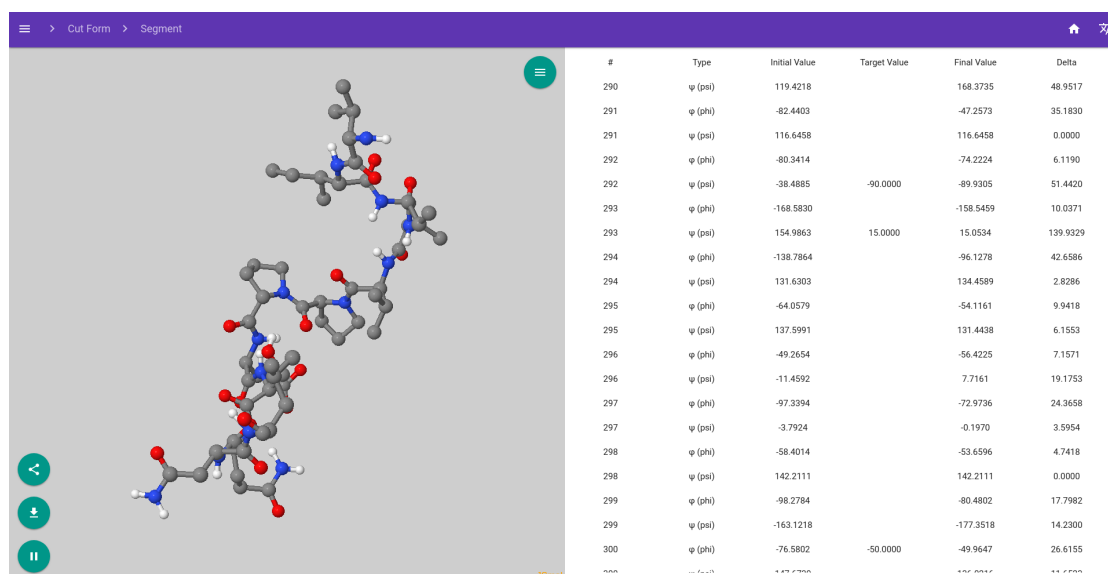 Cut Form Segment
# Type Initial Value Target Value Final Value Delta
290 ψ (psi) 119.4218 168.3735 48.9517
291 φ (phi) -82.4403 -47.2573 35.1830
291 ψ (psi) 116.6458 116.6458 0.0000
292 φ (phi) -80.3414 -74.2224 6.1190
292 ψ (psi) -38.4885 -90.0000 -89.9305 51.4420
293 φ (phi) -168.5830 -158.5459 10.0371
293 ψ (psi) 154.9863 15.0000 15.0534 139.9329
294 φ (phi) -138.7864 -96.1278 42.6586
294 ψ (psi) 131.6303 134.4589 2.8286
295 φ (phi) -64.0579 -54.1161 9.9418
295 ψ (psi) 137.5991 131.4438 6.1553
296 φ (phi) -49.2654 -56.4225 7.1571
296 ψ (psi) -11.4592 7.7161 19.1753
297 φ (phi) -97.3394 -72.9736 24.3658
297 ψ (psi) -3.7924 -0.1970 3.5954
298 φ (phi) -58.4014 -53.6596 4.7418
298 ψ (psi) 142.2111 142.2111 0.0000
299 φ (phi) -98.2784 -80.4802 17.7982
299 ψ (psi) -163.1218 -177.3518 14.2300
300 φ (phi) -76.5802 -50.0000 -49.9647 26.6155